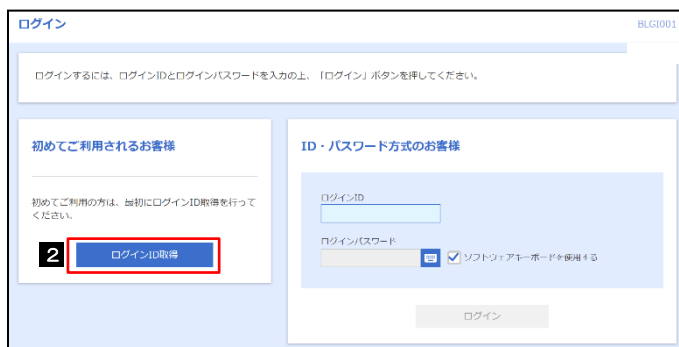 ログイン
BLGI001
ログインするには、ログインIDとログインパスワードを入力の上、「ログイン」ボタンを押してください。
初めてご利用されるお客様
初めてご利用の方は、最初にログインID取得を行って
ください。
2
ログインID取得
ID・パスワード方式のお客様
ログインID
ログインパスワード
ソフトウェアキーボードを使用する
ログイン